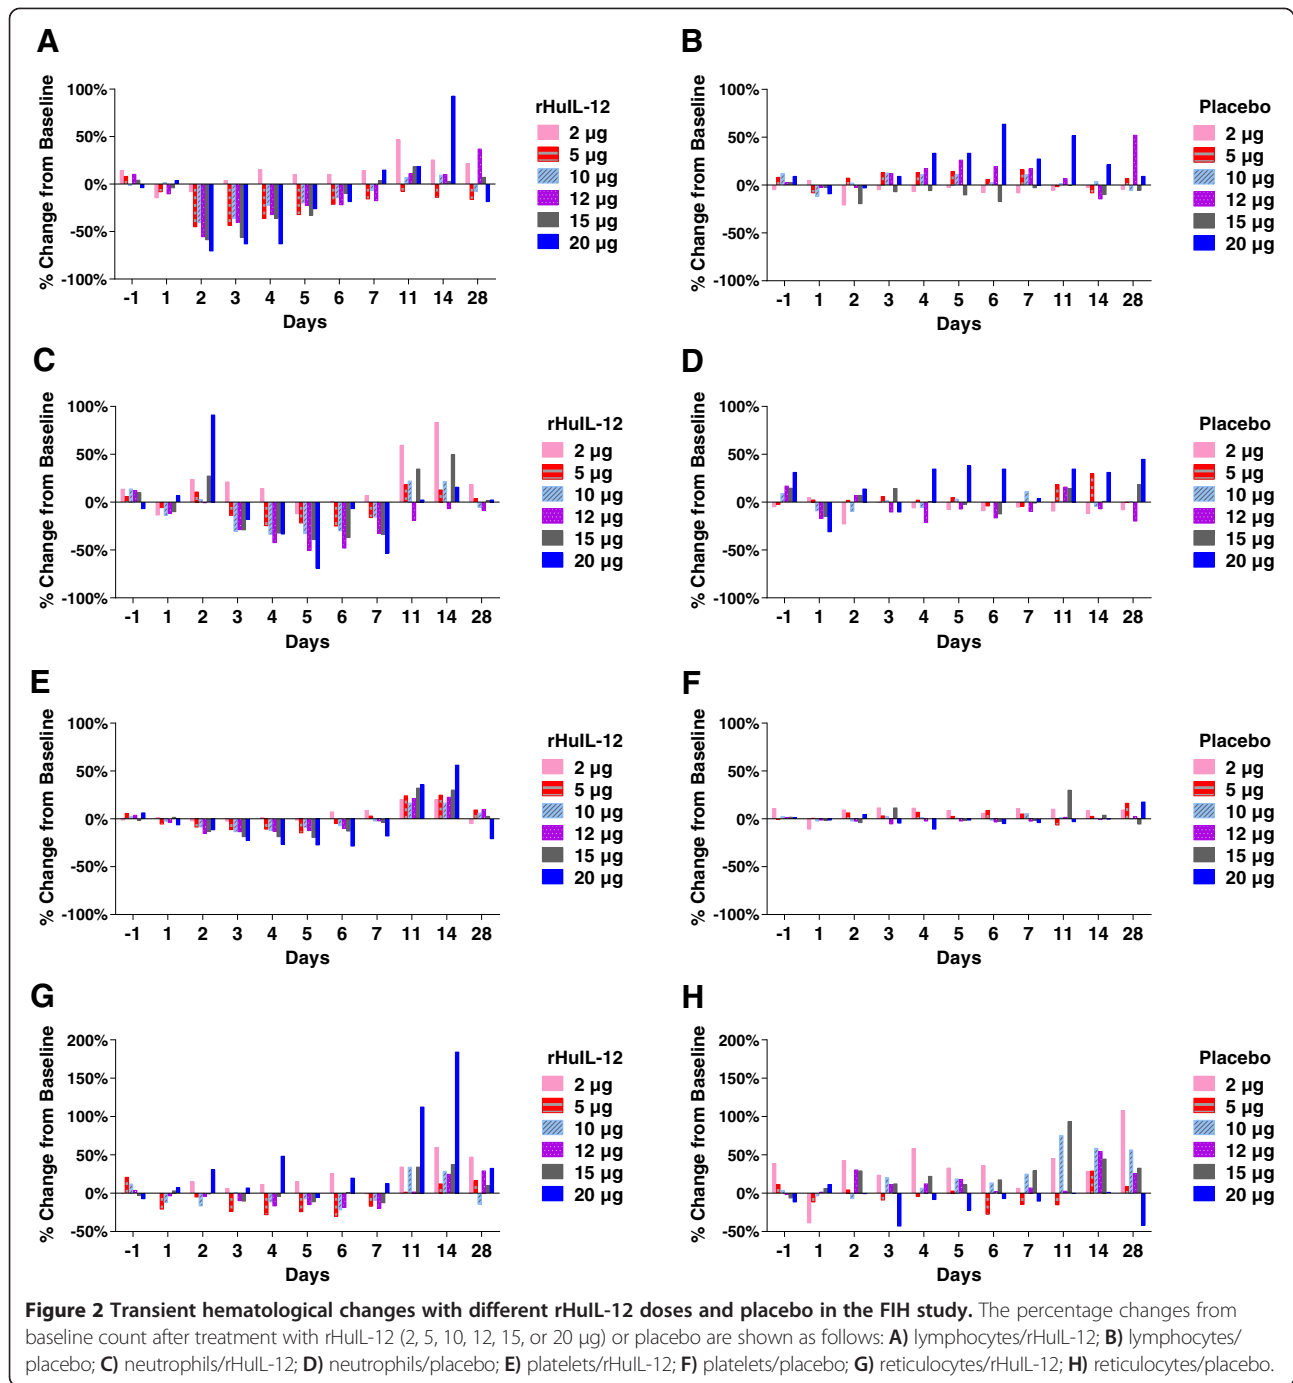 A
% Change from Baseline
100%
50%
0%
-50%
-100%
-1 1 2 3 4 5 6 7 11 14 28
Days
rHuIL-12
2 µg
5 µg
10 µg
12 µg
15 µg
20 µg
B
% Change from Baseline
100%
50%
0%
-50%
-100%
-1 1 2 3 4 5 6 7 11 14 28
Days
Placebo
2 µg
5 µg
10 µg
12 µg
15 µg
20 µg
C
% Change from Baseline
100%
50%
0%
-50%
-100%
-1 1 2 3 4 5 6 7 11 14 28
Days
rHuIL-12
2 µg
5 µg
10 µg
12 µg
15 µg
20 µg
D
% Change from Baseline
100%
50%
0%
-50%
-100%
-1 1 2 3 4 5 6 7 11 14 28
Days
Placebo
2 µg
5 µg
10 µg
12 µg
15 µg
20 µg
E
% Change from Baseline
100%
50%
0%
-50%
-100%
-1 1 2 3 4 5 6 7 11 14 28
Days
rHuIL-12
2 µg
5 µg
10 µg
12 µg
15 µg
20 µg
F
% Change from Baseline
100%
50%
0%
-50%
-100%
-1 1 2 3 4 5 6 7 11 14 28
Days
Placebo
2 µg
5 µg
10 µg
12 µg
15 µg
20 µg
G
% Change from Baseline
200%
150%
100%
50%
0%
-50%
-1 1 2 3 4 5 6 7 11 14 28
Days
rHuIL-12
2 µg
5 µg
10 µg
12 µg
15 µg
20 µg
H
% Change from Baseline
200%
150%
100%
50%
0%
-50%
-1 1 2 3 4 5 6 7 11 14 28
Days
Placebo
2 µg
5 µg
10 µg
12 µg
15 µg
20 µg
Figure 2 Transient hematological changes with different rHuIL-12 doses and placebo in the FIH study. The percentage changes from
baseline count after treatment with rHuIL-12 (2, 5, 10, 12, 15, or 20 µg) or placebo are shown as follows: A) lymphocytes/rHuIL-12; B) lymphocytes/
placebo; C) neutrophils/rHuIL-12; D) neutrophils/placebo; E) platelets/rHuIL-12; F) platelets/placebo; G) reticulocytes/rHuIL-12; H) reticulocytes/placebo.